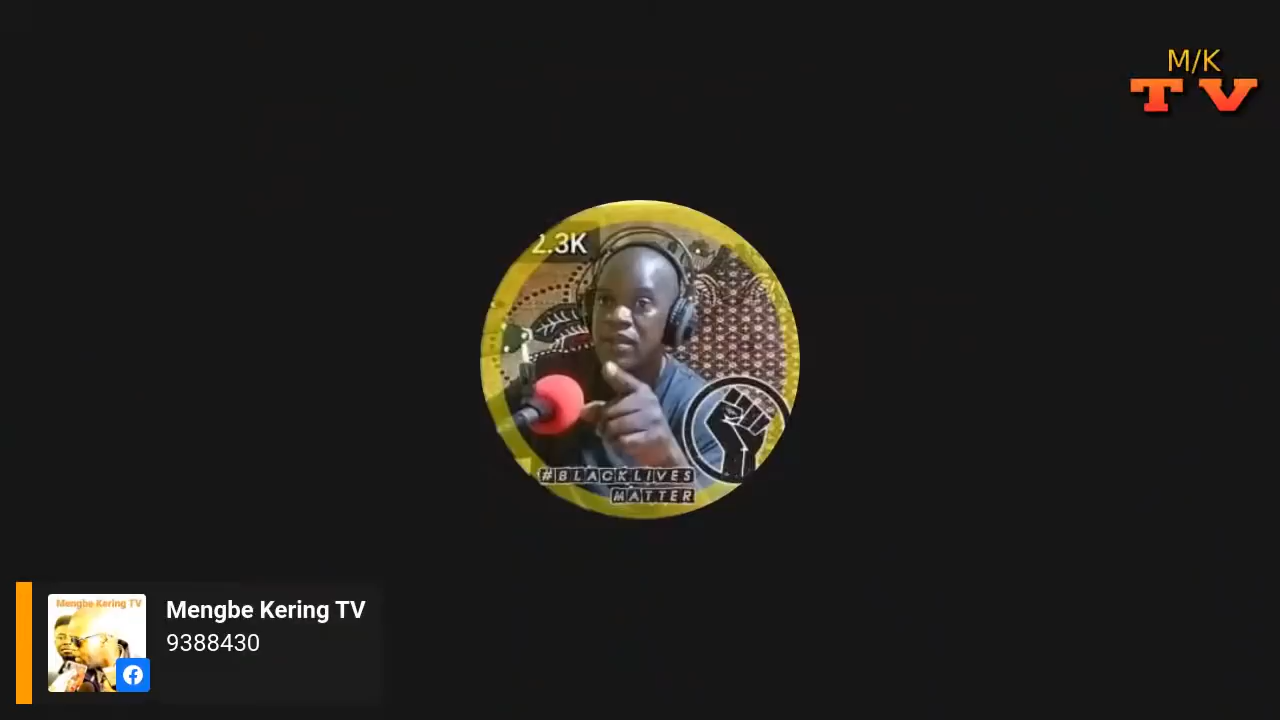 M/K
TV
2.3K
#BLACKLIVES
MATTER
Mengbe Kering TV
Mengbe Kering TV
9388430